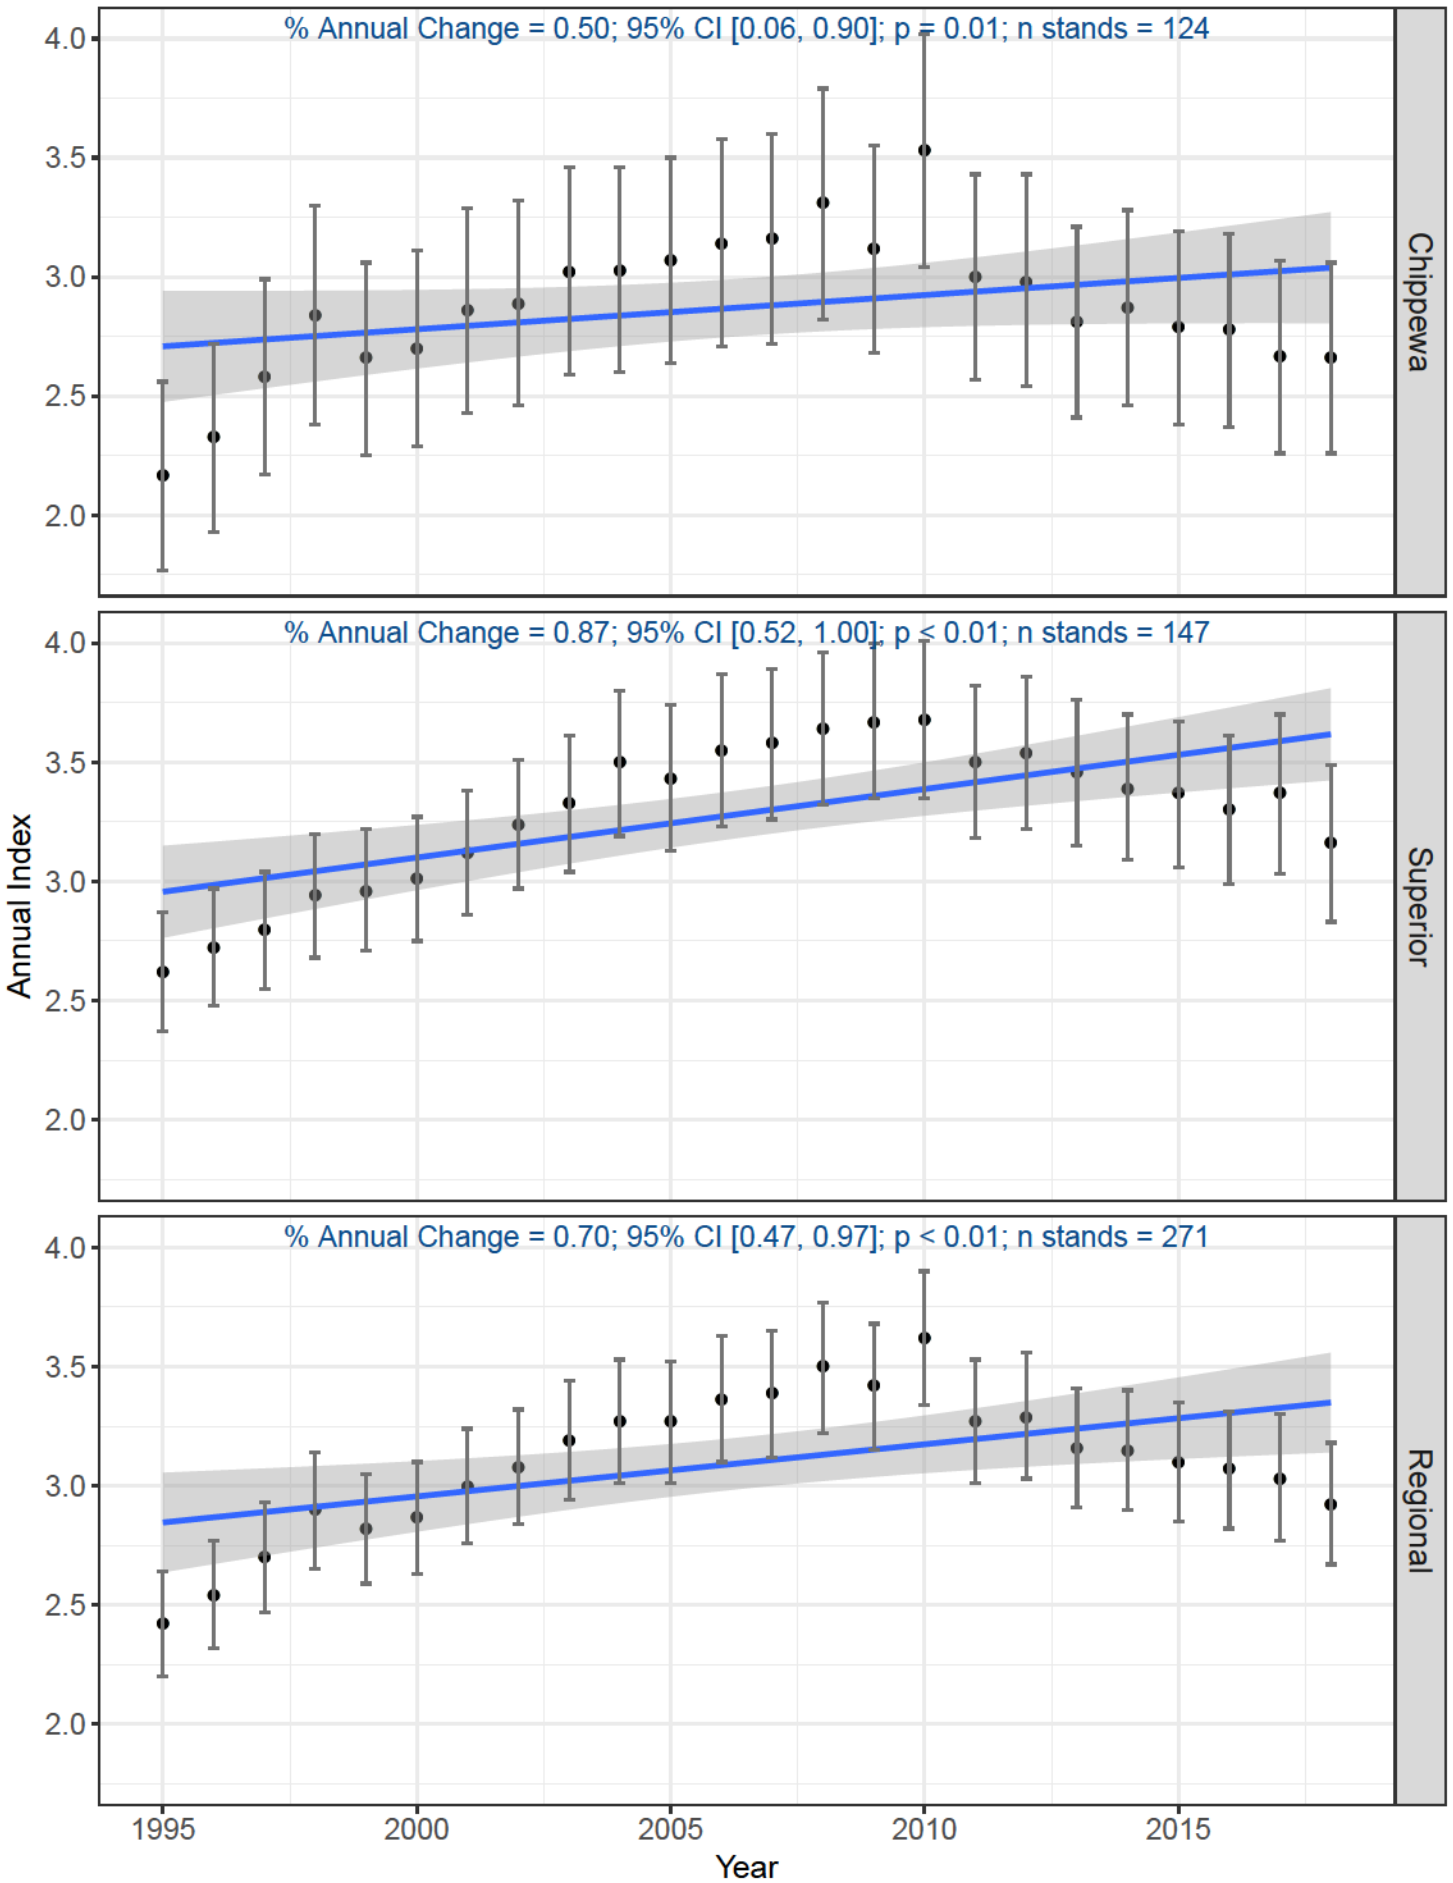 % Annual Change = 0.50; 95% CI [0.06, 0.90]; p = 0.01; n stands = 124
4.0
3.5
3.0
2.5
2.0
Chippewa
% Annual Change = 0.87; 95% CI [0.52, 1.00]; p < 0.01; n stands = 147
4.0
3.5
3.0
2.5
2.0
Superior
Annual Index
% Annual Change = 0.70; 95% CI [0.47, 0.97]; p < 0.01; n stands = 271
4.0
3.5
3.0
2.5
2.0
Regional
1995 2000 2005 2010 2015
Year